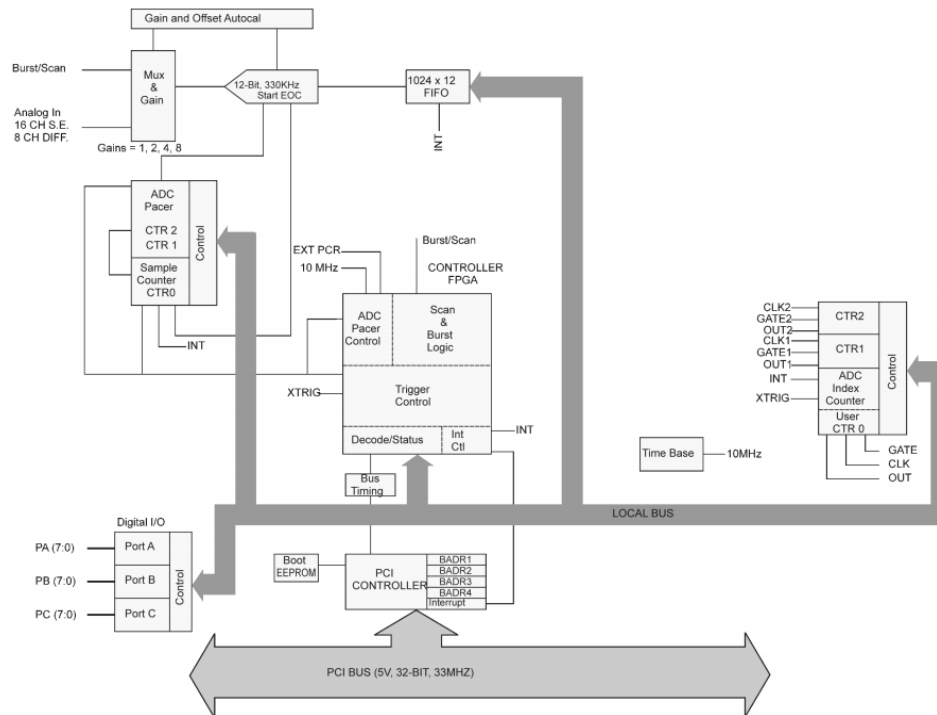 Gain and Offset Autocal
Burst/Scan
Mux
&
Gain
12-Bit, 330KHz
Start EOC
1024 x 12
FIFO
Analog In
16 CH S.E.
8 CH DIFF.
Gains = 1, 2, 4, 8
INT
ADC
Pacer
CTR 2
CTR 1
Control
Sample
Counter
CTR0
INT
Burst/Scan
EXT PCR
10 MHz
CONTROLLER
FPGA
ADC
Pacer
Control
Scan
&
Burst
Logic
XTRIG
Trigger
Control
Decode/Status
Int
Ctl
INT
Bus
Timing
CLK2
GATE2
OUT2
CLK1
GATE1
OUT1
INT
XTRIG
CTR2
CTR1
ADC
Index
Counter
User
CTR 0
Control
GATE
CLK
OUT
Time Base
10MHz
LOCAL BUS
Digital I/O
PA (7:0)
Port A
PB (7:0)
Port B
PC (7:0)
Port C
Control
Boot
EEPROM
PCI
CONTROLLER
BADR1
BADR2
BADR3
BADR4
Interrupt
PCI BUS (5V, 32-BIT, 33MHZ)